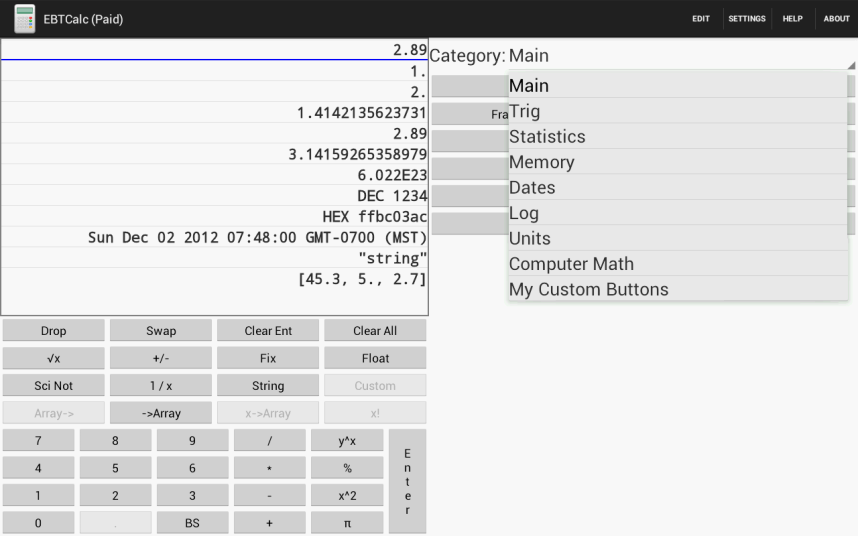 EBTCalc (Paid)
EDIT SETTINGS HELP ABOUT
2.89
1.
2.
1.4142135623731
2.89
3.14159265358979
6.022E23
DEC 1234
HEX ffbc03ac
Sun Dec 02 2012 07:48:00 GMT-0700 (MST)
"string"
[45.3, 5., 2.7]
Category: Main
Main
Fra Trig
Statistics
Memory
Dates
Log
Units
Computer Math
My Custom Buttons
Drop Swap Clear Ent Clear All
√x +/- Fix Float
Sci Not 1 / x String Custom
Array-> ->Array x->Array x!
7 8 9 / y^x
4 5 6 * %
1 2 3 - x^2
0 . BS + π
Enter